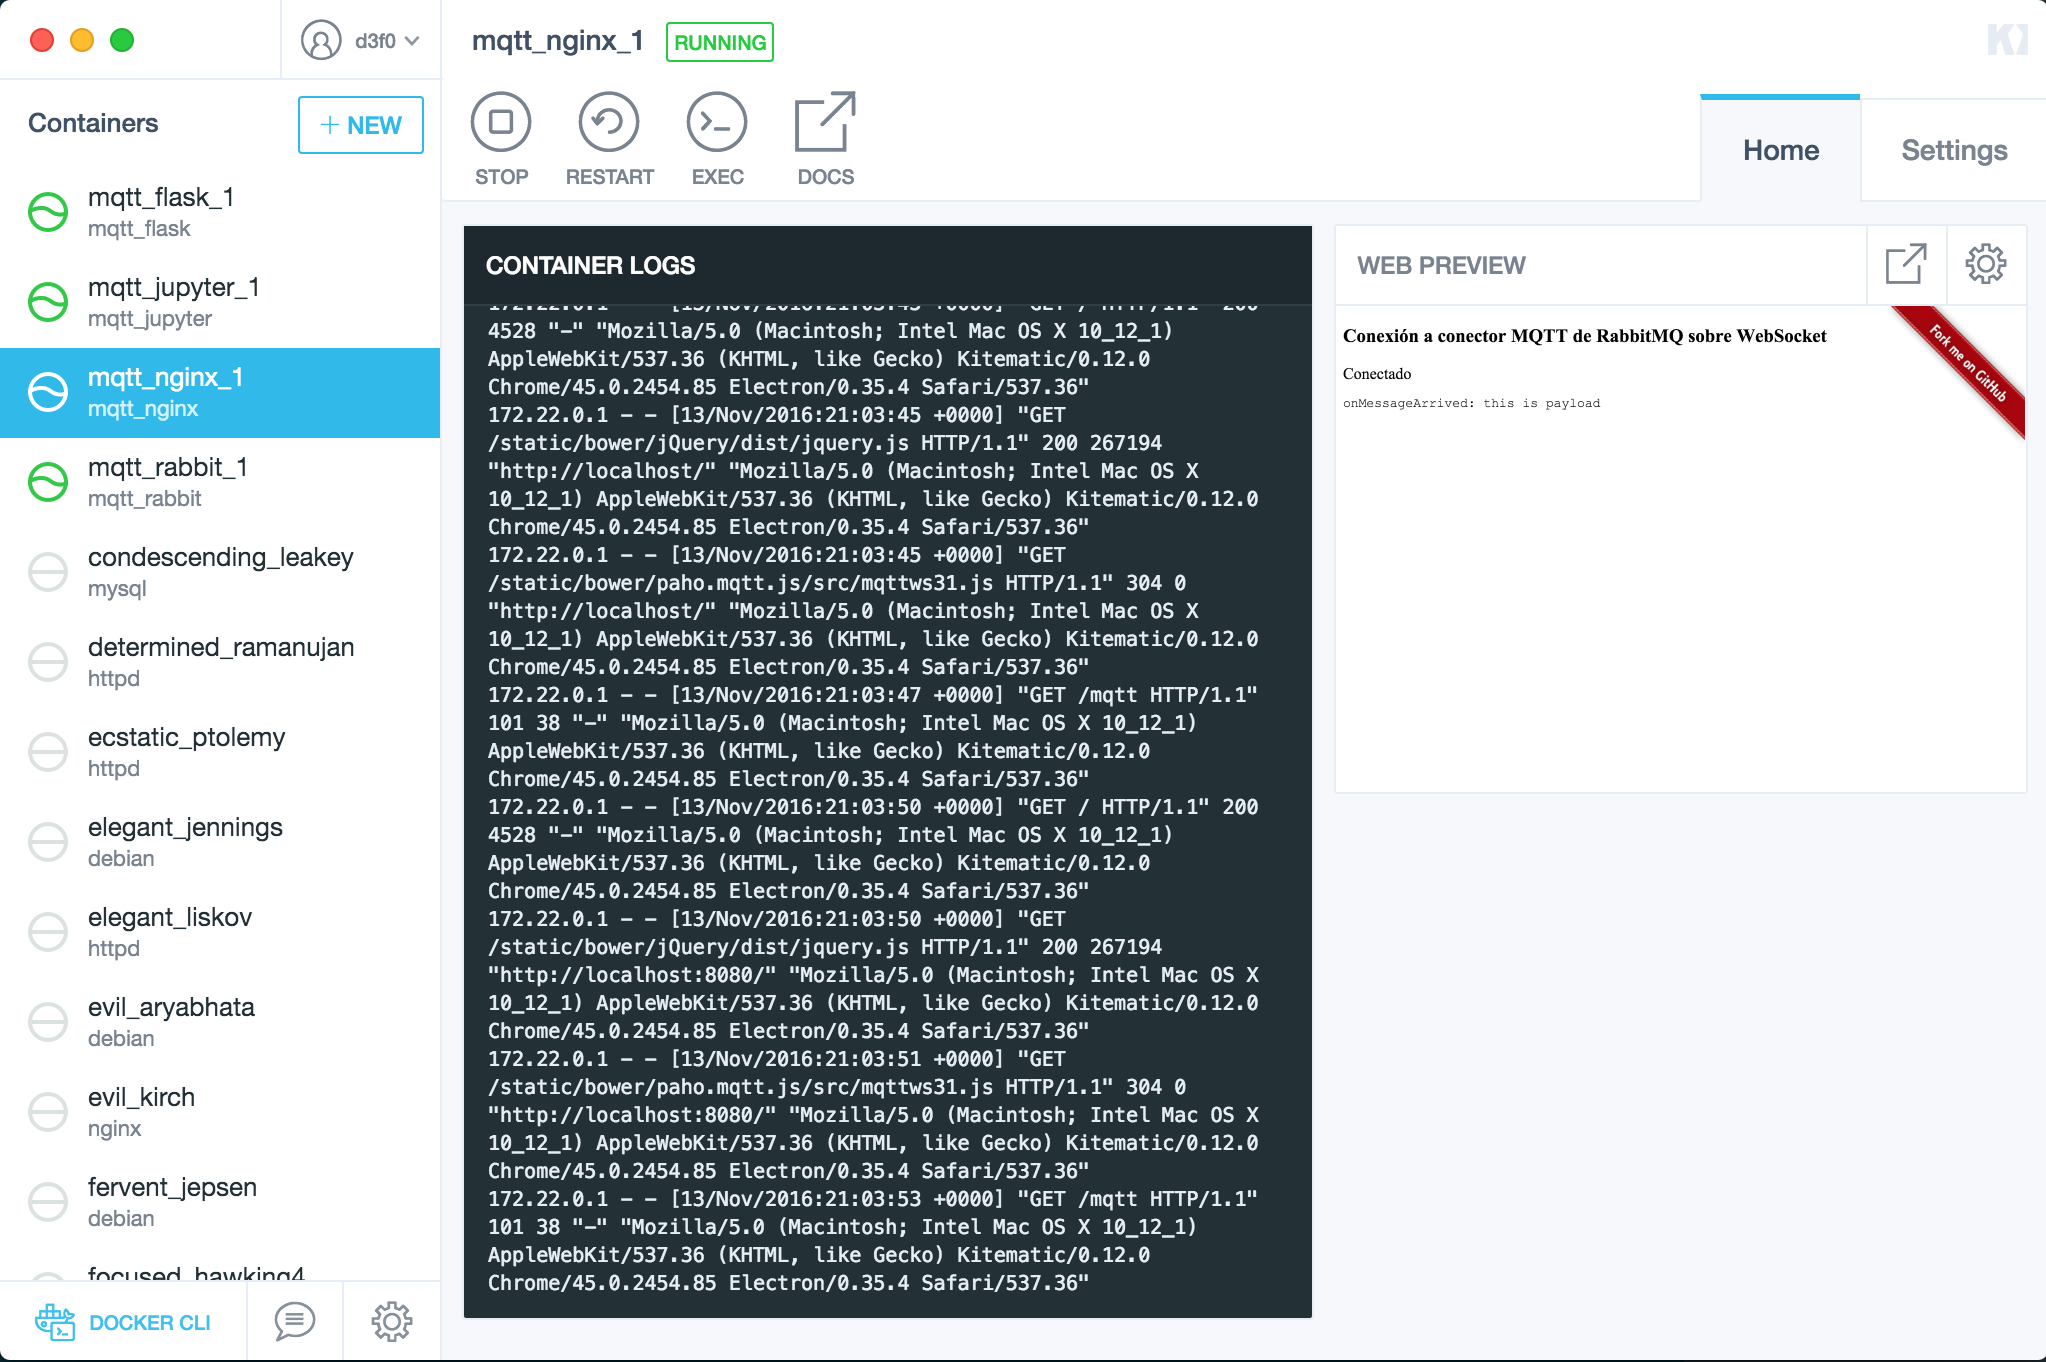 d3f0
mqtt_nginx_1
RUNNING
Containers
+ NEW
STOP
RESTART
EXEC
DOCS
Home
Settings
mqtt_flask_1
mqtt_flask
mqtt_jupyter_1
mqtt_jupyter
mqtt_nginx_1
mqtt_nginx
mqtt_rabbit_1
mqtt_rabbit
condescending_leakey
mysql
determined_ramanujan
httpd
ecstatic_ptolemy
httpd
elegant_jennings
debian
elegant_liskov
httpd
evil_aryabhata
debian
evil_kirch
nginx
fervent_jepsen
debian
focused_hawking4
DOCKER CLI
CONTAINER LOGS
172.22.0.1 - - [13/Nov/2016:21:03:45 +0000] "GET / HTTP/1.1" 200
4528 "-" "Mozilla/5.0 (Macintosh; Intel Mac OS X 10_12_1)
AppleWebKit/537.36 (KHTML, like Gecko) Kitematic/0.12.0
Chrome/45.0.2454.85 Electron/0.35.4 Safari/537.36"
172.22.0.1 - - [13/Nov/2016:21:03:45 +0000] "GET
/static/bower/jQuery/dist/jquery.js HTTP/1.1" 200 267194
"http://localhost/" "Mozilla/5.0 (Macintosh; Intel Mac OS X
10_12_1) AppleWebKit/537.36 (KHTML, like Gecko) Kitematic/0.12.0
Chrome/45.0.2454.85 Electron/0.35.4 Safari/537.36"
172.22.0.1 - - [13/Nov/2016:21:03:45 +0000] "GET
/static/bower/paho.mqtt.js/src/mqttws31.js HTTP/1.1" 304 0
"http://localhost/" "Mozilla/5.0 (Macintosh; Intel Mac OS X
10_12_1) AppleWebKit/537.36 (KHTML, like Gecko) Kitematic/0.12.0
Chrome/45.0.2454.85 Electron/0.35.4 Safari/537.36"
172.22.0.1 - - [13/Nov/2016:21:03:47 +0000] "GET /mqtt HTTP/1.1"
101 38 "-" "Mozilla/5.0 (Macintosh; Intel Mac OS X 10_12_1)
AppleWebKit/537.36 (KHTML, like Gecko) Kitematic/0.12.0
Chrome/45.0.2454.85 Electron/0.35.4 Safari/537.36"
172.22.0.1 - - [13/Nov/2016:21:03:50 +0000] "GET / HTTP/1.1" 200
4528 "-" "Mozilla/5.0 (Macintosh; Intel Mac OS X 10_12_1)
AppleWebKit/537.36 (KHTML, like Gecko) Kitematic/0.12.0
Chrome/45.0.2454.85 Electron/0.35.4 Safari/537.36"
172.22.0.1 - - [13/Nov/2016:21:03:50 +0000] "GET
/static/bower/jQuery/dist/jquery.js HTTP/1.1" 200 267194
"http://localhost:8080/" "Mozilla/5.0 (Macintosh; Intel Mac OS X
10_12_1) AppleWebKit/537.36 (KHTML, like Gecko) Kitematic/0.12.0
Chrome/45.0.2454.85 Electron/0.35.4 Safari/537.36"
172.22.0.1 - - [13/Nov/2016:21:03:51 +0000] "GET
/static/bower/paho.mqtt.js/src/mqttws31.js HTTP/1.1" 304 0
"http://localhost:8080/" "Mozilla/5.0 (Macintosh; Intel Mac OS X
10_12_1) AppleWebKit/537.36 (KHTML, like Gecko) Kitematic/0.12.0
Chrome/45.0.2454.85 Electron/0.35.4 Safari/537.36"
172.22.0.1 - - [13/Nov/2016:21:03:53 +0000] "GET /mqtt HTTP/1.1"
101 38 "-" "Mozilla/5.0 (Macintosh; Intel Mac OS X 10_12_1)
AppleWebKit/537.36 (KHTML, like Gecko) Kitematic/0.12.0
Chrome/45.0.2454.85 Electron/0.35.4 Safari/537.36"
WEB PREVIEW
Conexión a conector MQTT de RabbitMQ sobre WebSocket
Conectado
onMessageArrived: this is payload
Fork me on GitHub